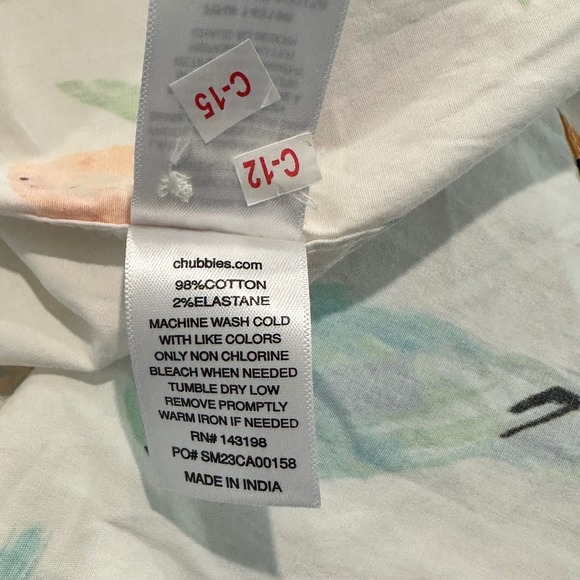 C-15
C-12
chubbies.com
98%COTTON
2%ELASTANE
MACHINE WASH COLD
WITH LIKE COLORS
ONLY NON CHLORINE
BLEACH WHEN NEEDED
TUMBLE DRY LOW
REMOVE PROMPTLY
WARM IRON IF NEEDED
RN# 143198
PO# SM23CA00158
MADE IN INDIA